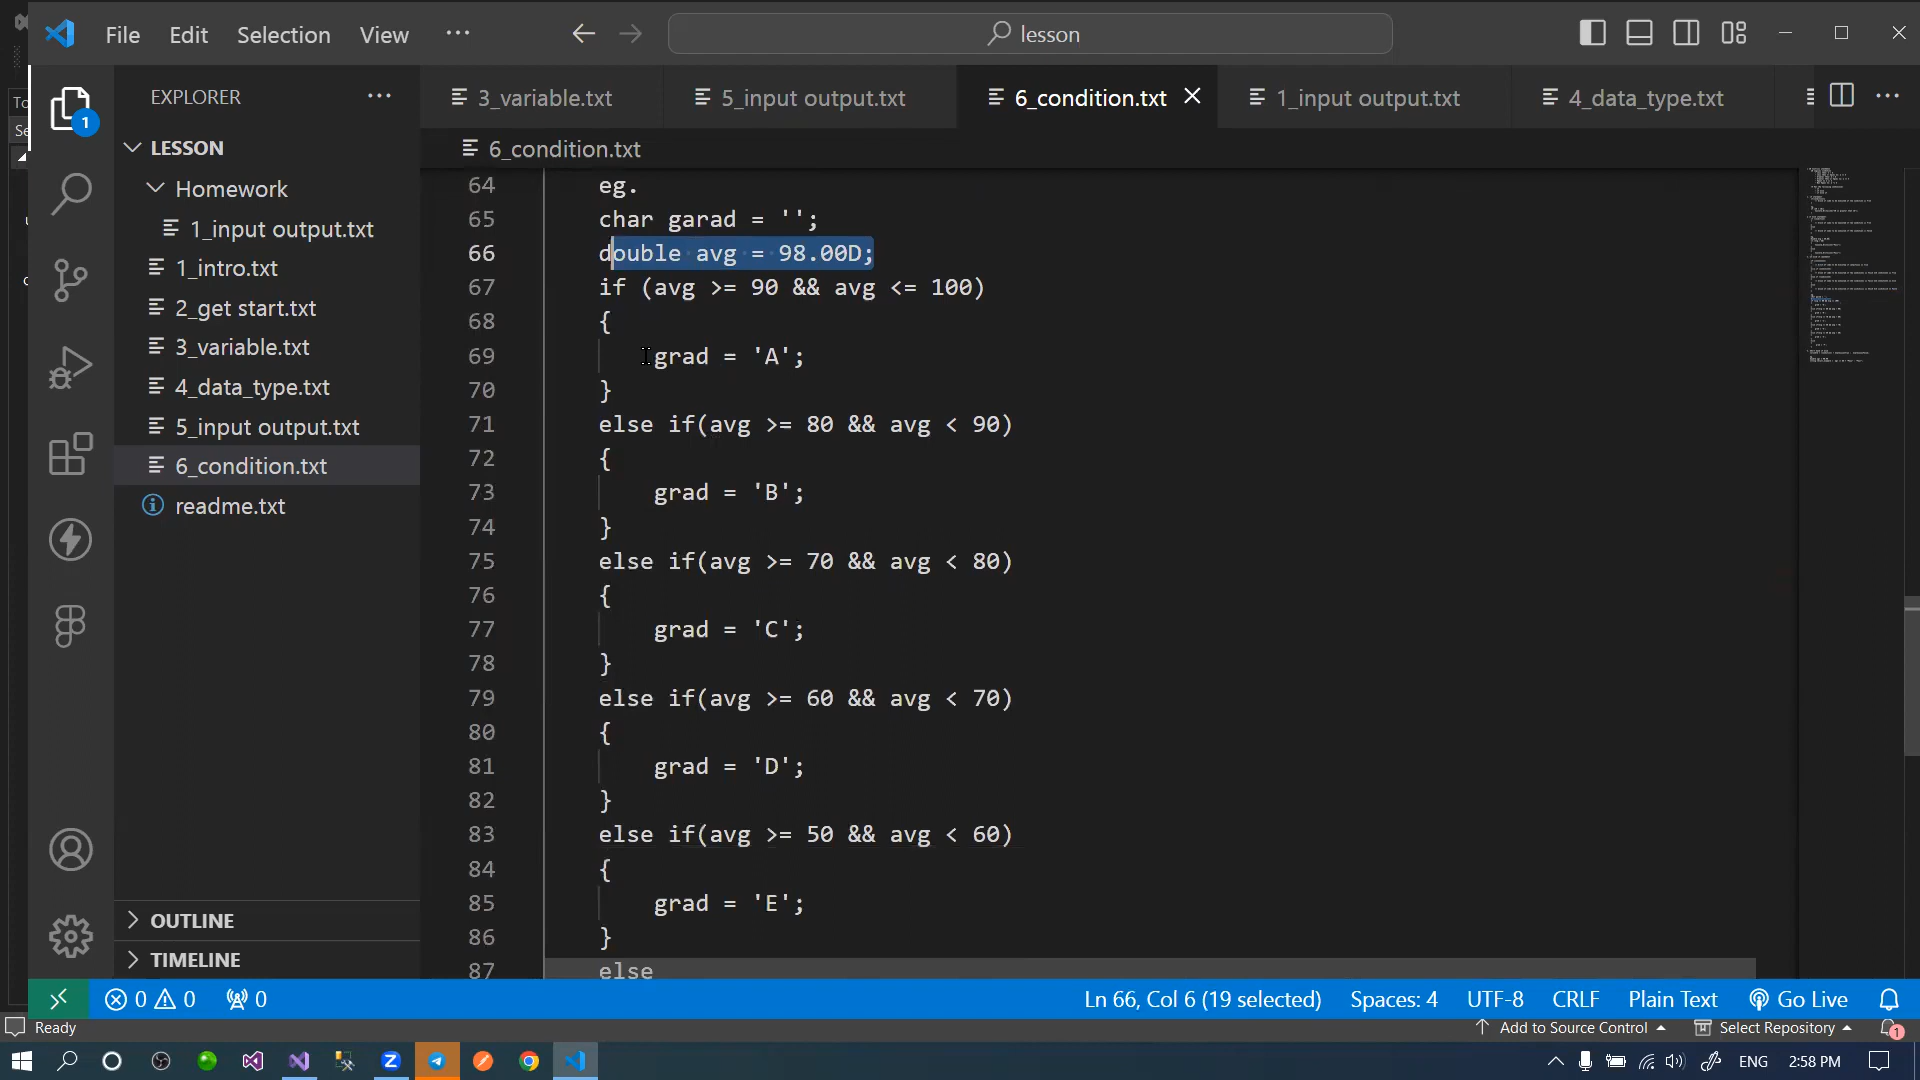 File Edit Selection View ··· lesson
To
Se
EXPLORER ···
3_variable.txt 5_input output.txt 6_condition.txt 1_input output.txt 4_data_type.txt ···
1
LESSON
6_condition.txt
Homework
1_input output.txt
1_intro.txt
2_get start.txt
3_variable.txt
4_data_type.txt
5_input output.txt
6_condition.txt
readme.txt
OUTLINE
TIMELINE
64 eg.
65 char garad = '';
66 double avg = 98.00D;
67 if (avg >= 90 && avg <= 100)
68 {
69 grad = 'A';
70 }
71 else if(avg >= 80 && avg < 90)
72 {
73 grad = 'B';
74 }
75 else if(avg >= 70 && avg < 80)
76 {
77 grad = 'C';
78 }
79 else if(avg >= 60 && avg < 70)
80 {
81 grad = 'D';
82 }
83 else if(avg >= 50 && avg < 60)
84 {
85 grad = 'E';
86 }
87 else
0 0 0 Ln 66, Col 6 (19 selected) Spaces: 4 UTF-8 CRLF Plain Text Go Live
Ready Add to Source Control Select Repository 1
ENG 2:58 PM